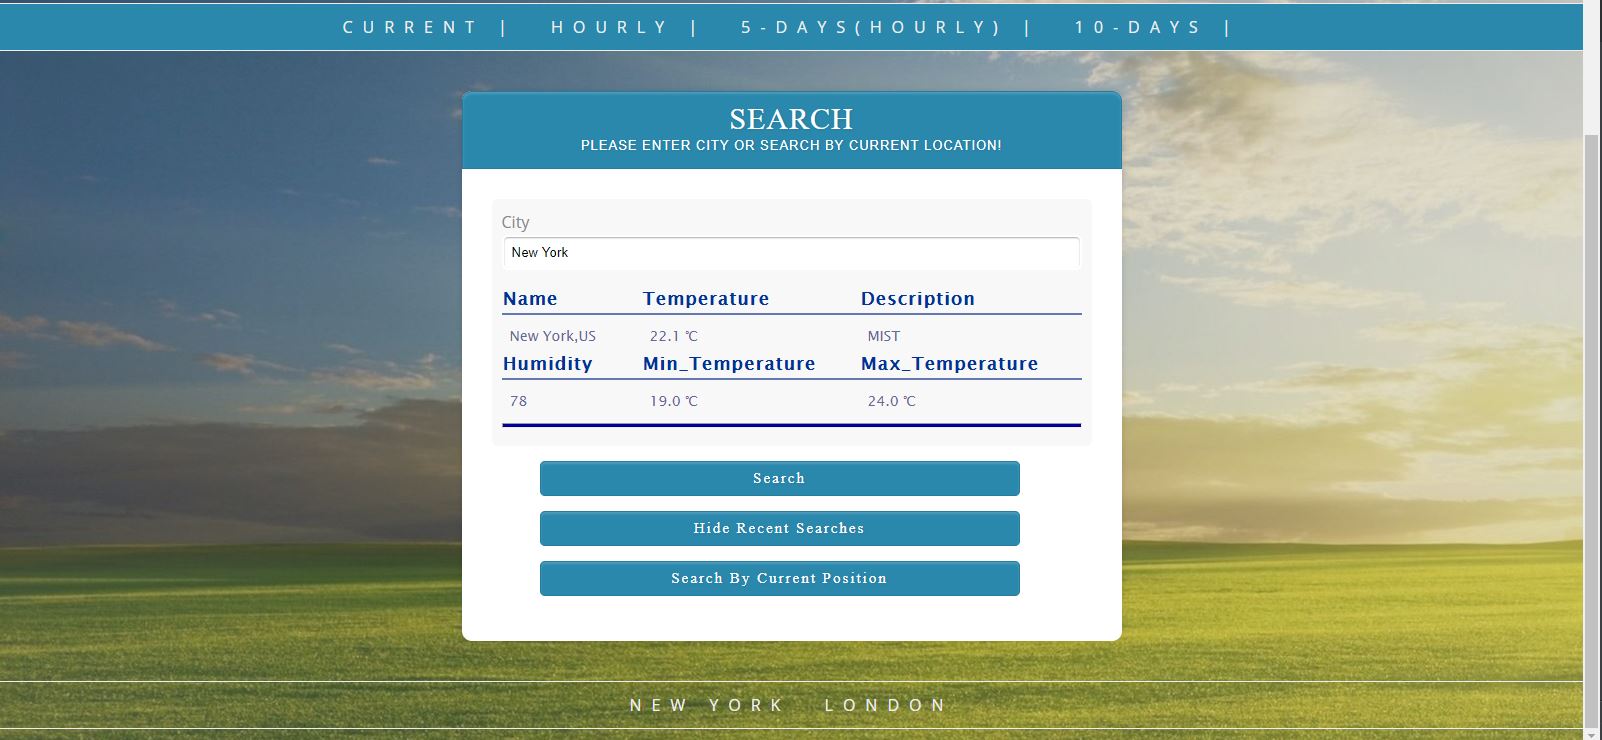 CURRENT | HOURLY | 5-DAYS(HOURLY) | 10-DAYS |
SEARCH
PLEASE ENTER CITY OR SEARCH BY CURRENT LOCATION!
City
New York
Name Temperature Description
New York,US 22.1 °C MIST
Humidity Min_Temperature Max_Temperature
78 19.0 °C 24.0 °C
Search
Hide Recent Searches
Search By Current Position
NEW YORK LONDON